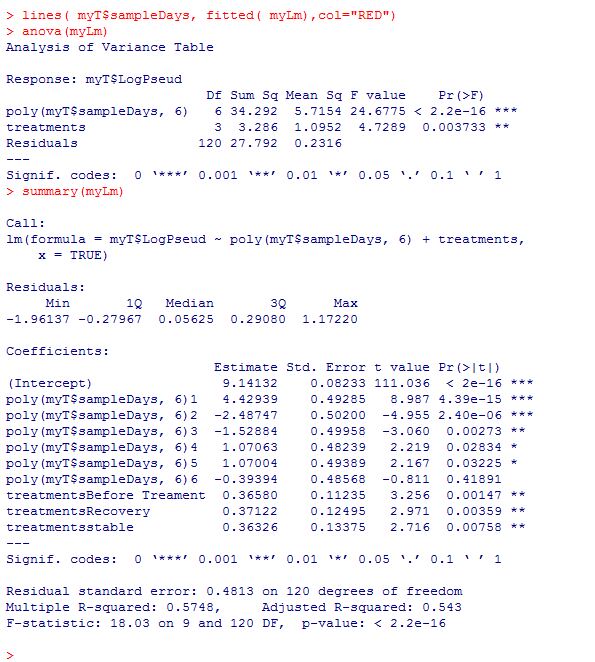 > lines( myT$sampleDays, fitted( myLm),col="RED")
> anova(myLm)
Analysis of Variance Table
Response: myT$LogPseud
Df Sum Sq Mean Sq F value Pr(>F)
poly(myT$sampleDays, 6) 6 34.292 5.7154 24.6775 < 2.2e-16 ***
treatments 3 3.286 1.0952 4.7289 0.003733 **
Residuals 120 27.792 0.2316
---
Signif. codes: 0 ‘***’ 0.001 ‘**’ 0.01 ‘*’ 0.05 ‘.’ 0.1 ‘ ’ 1
> summary(myLm)
Call:
lm(formula = myT$LogPseud ~ poly(myT$sampleDays, 6) + treatments,
x = TRUE)
Residuals:
Min 1Q Median 3Q Max
-1.96137 -0.27967 0.05625 0.29080 1.17220
Coefficients:
Estimate Std. Error t value Pr(>|t|)
(Intercept) 9.14132 0.08233 111.036 < 2e-16 ***
poly(myT$sampleDays, 6)1 4.42939 0.49285 8.987 4.39e-15 ***
poly(myT$sampleDays, 6)2 -2.48747 0.50200 -4.955 2.40e-06 ***
poly(myT$sampleDays, 6)3 -1.52884 0.49958 -3.060 0.00273 **
poly(myT$sampleDays, 6)4 1.07063 0.48239 2.219 0.02834 *
poly(myT$sampleDays, 6)5 1.07004 0.49389 2.167 0.03225 *
poly(myT$sampleDays, 6)6 -0.39394 0.48568 -0.811 0.41891
treatmentsBefore Treament 0.36580 0.11235 3.256 0.00147 **
treatmentsRecovery 0.37122 0.12495 2.971 0.00359 **
treatmentsstable 0.36326 0.13375 2.716 0.00758 **
---
Signif. codes: 0 ‘***’ 0.001 ‘**’ 0.01 ‘*’ 0.05 ‘.’ 0.1 ‘ ’ 1
Residual standard error: 0.4813 on 120 degrees of freedom
Multiple R-squared: 0.5748, Adjusted R-squared: 0.543
F-statistic: 18.03 on 9 and 120 DF, p-value: < 2.2e-16
>